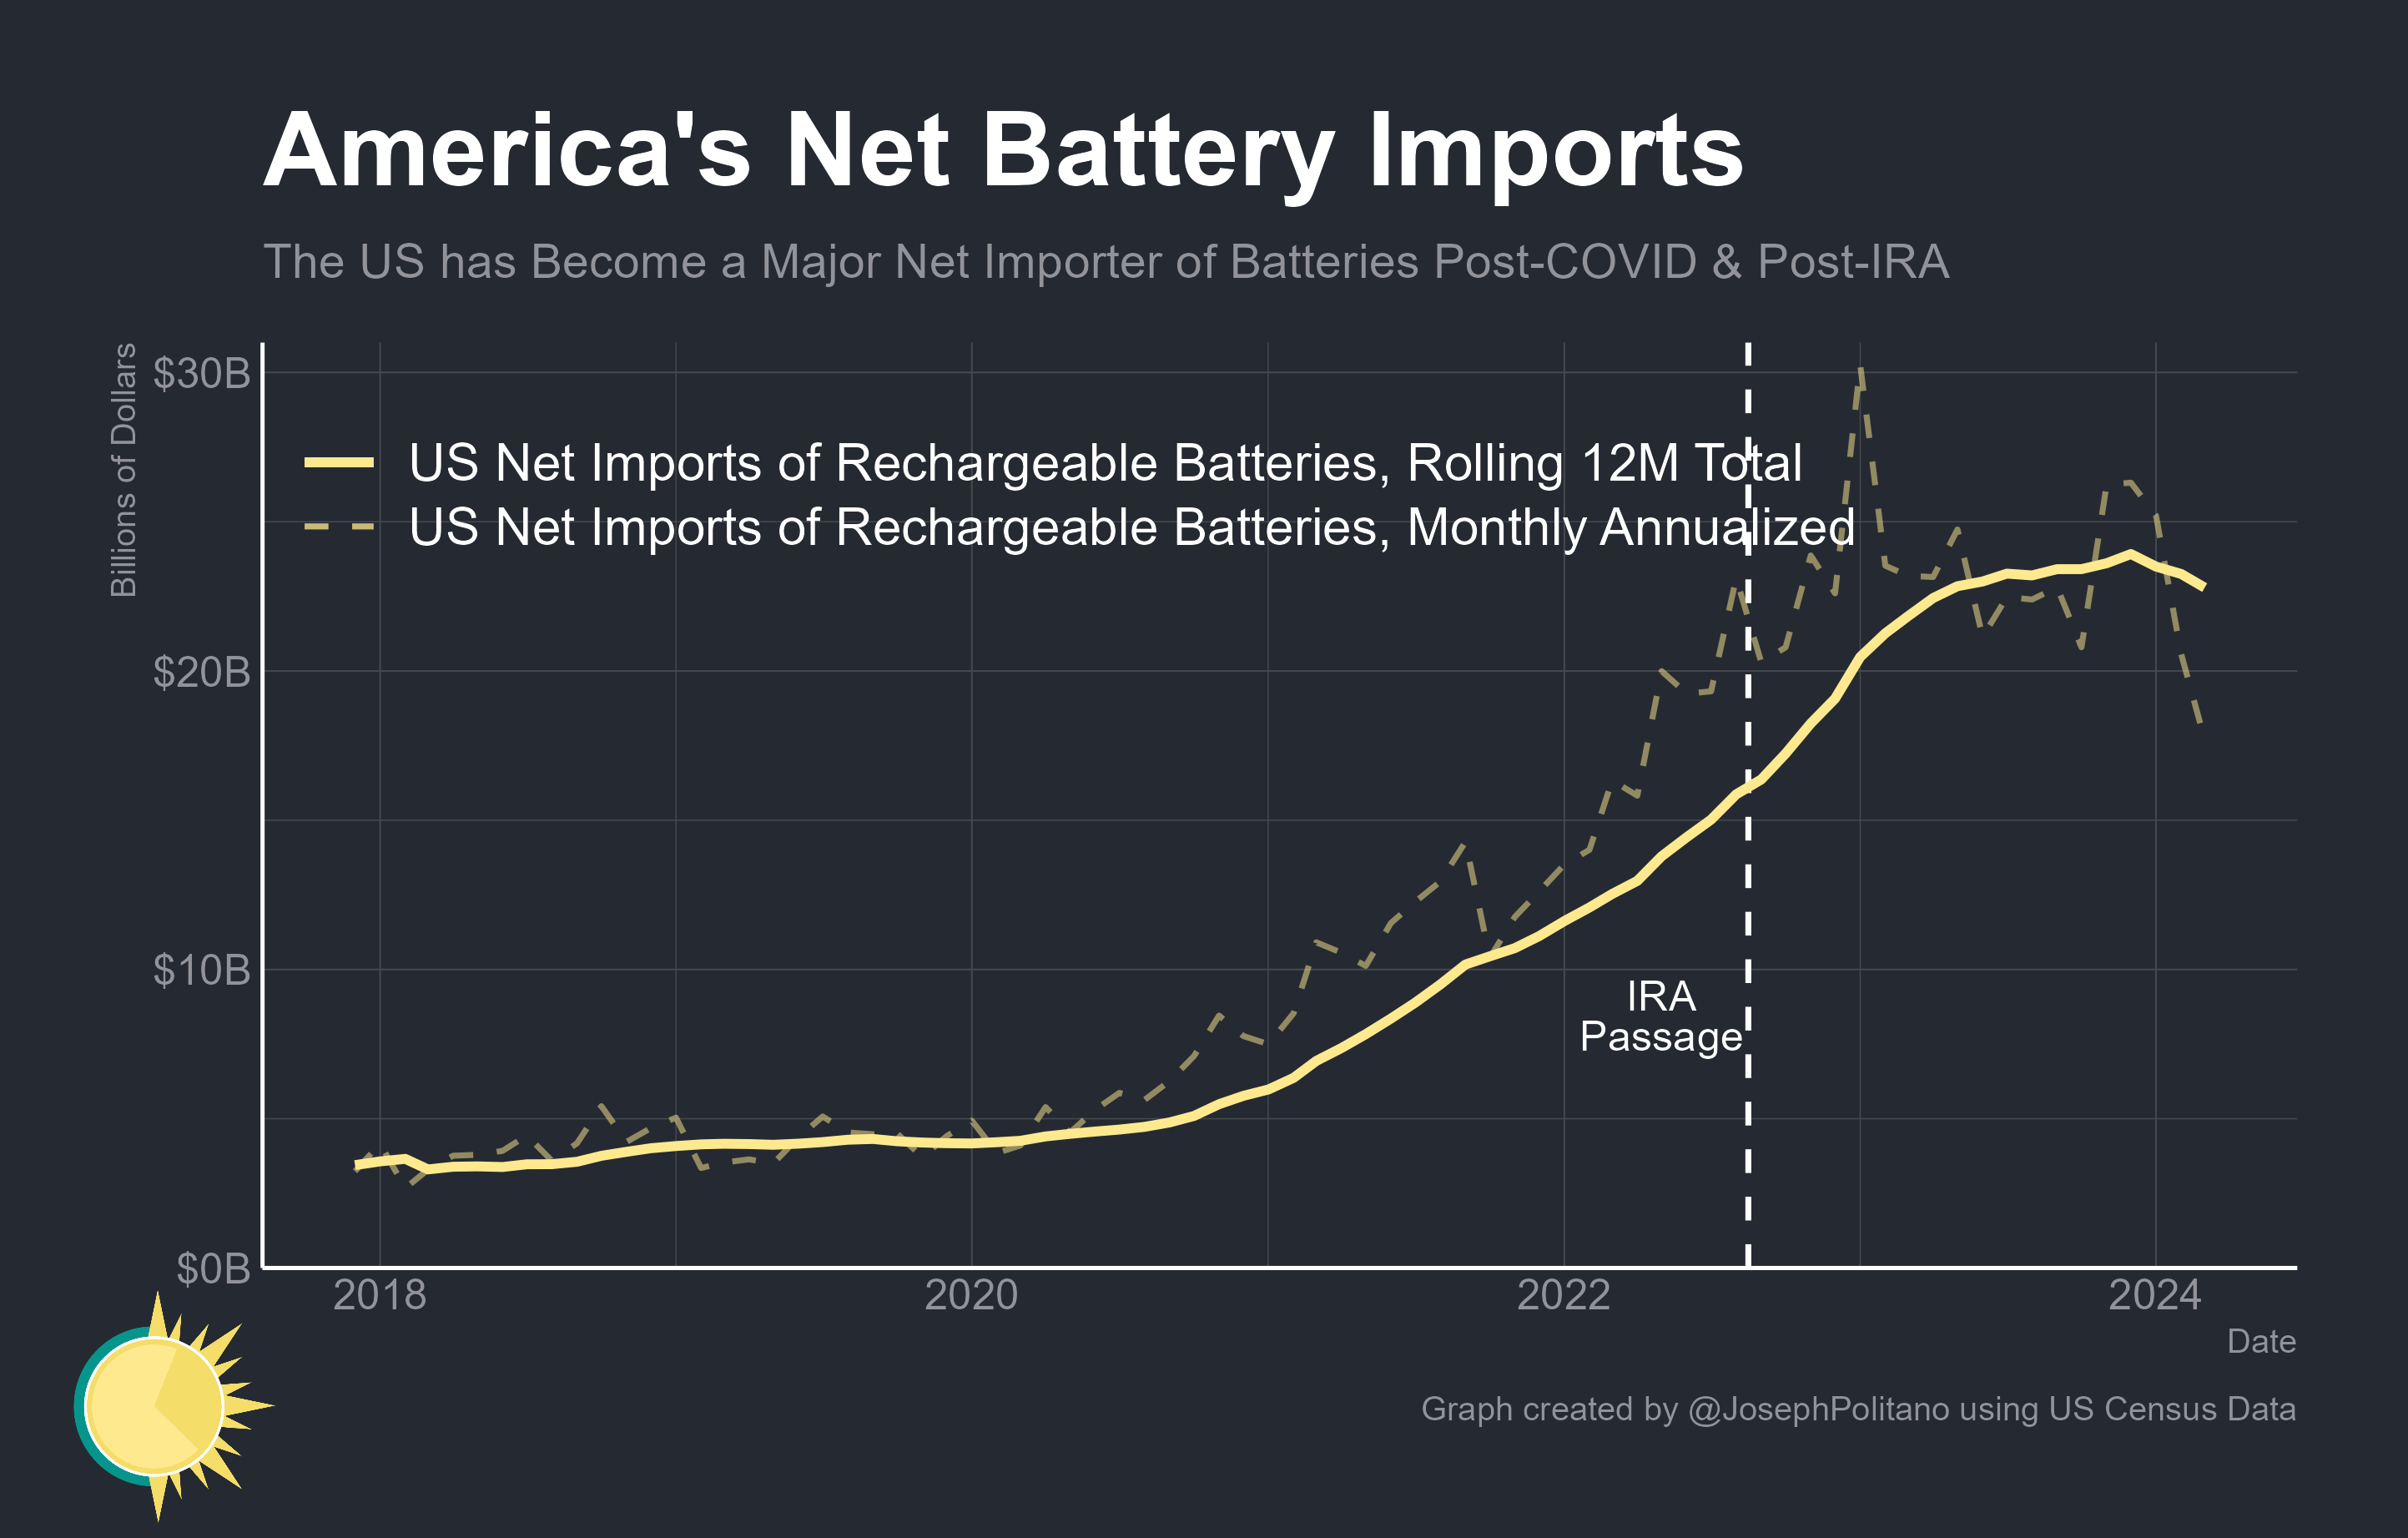 America's Net Battery Imports
The US has Become a Major Net Importer of Batteries Post-COVID & Post-IRA
Billions of Dollars
$30B
$20B
$10B
$0B
US Net Imports of Rechargeable Batteries, Rolling 12M Total
US Net Imports of Rechargeable Batteries, Monthly Annualized
IRA
Passage
2018
2020
2022
2024
Date
Graph created by @JosephPolitano using US Census Data